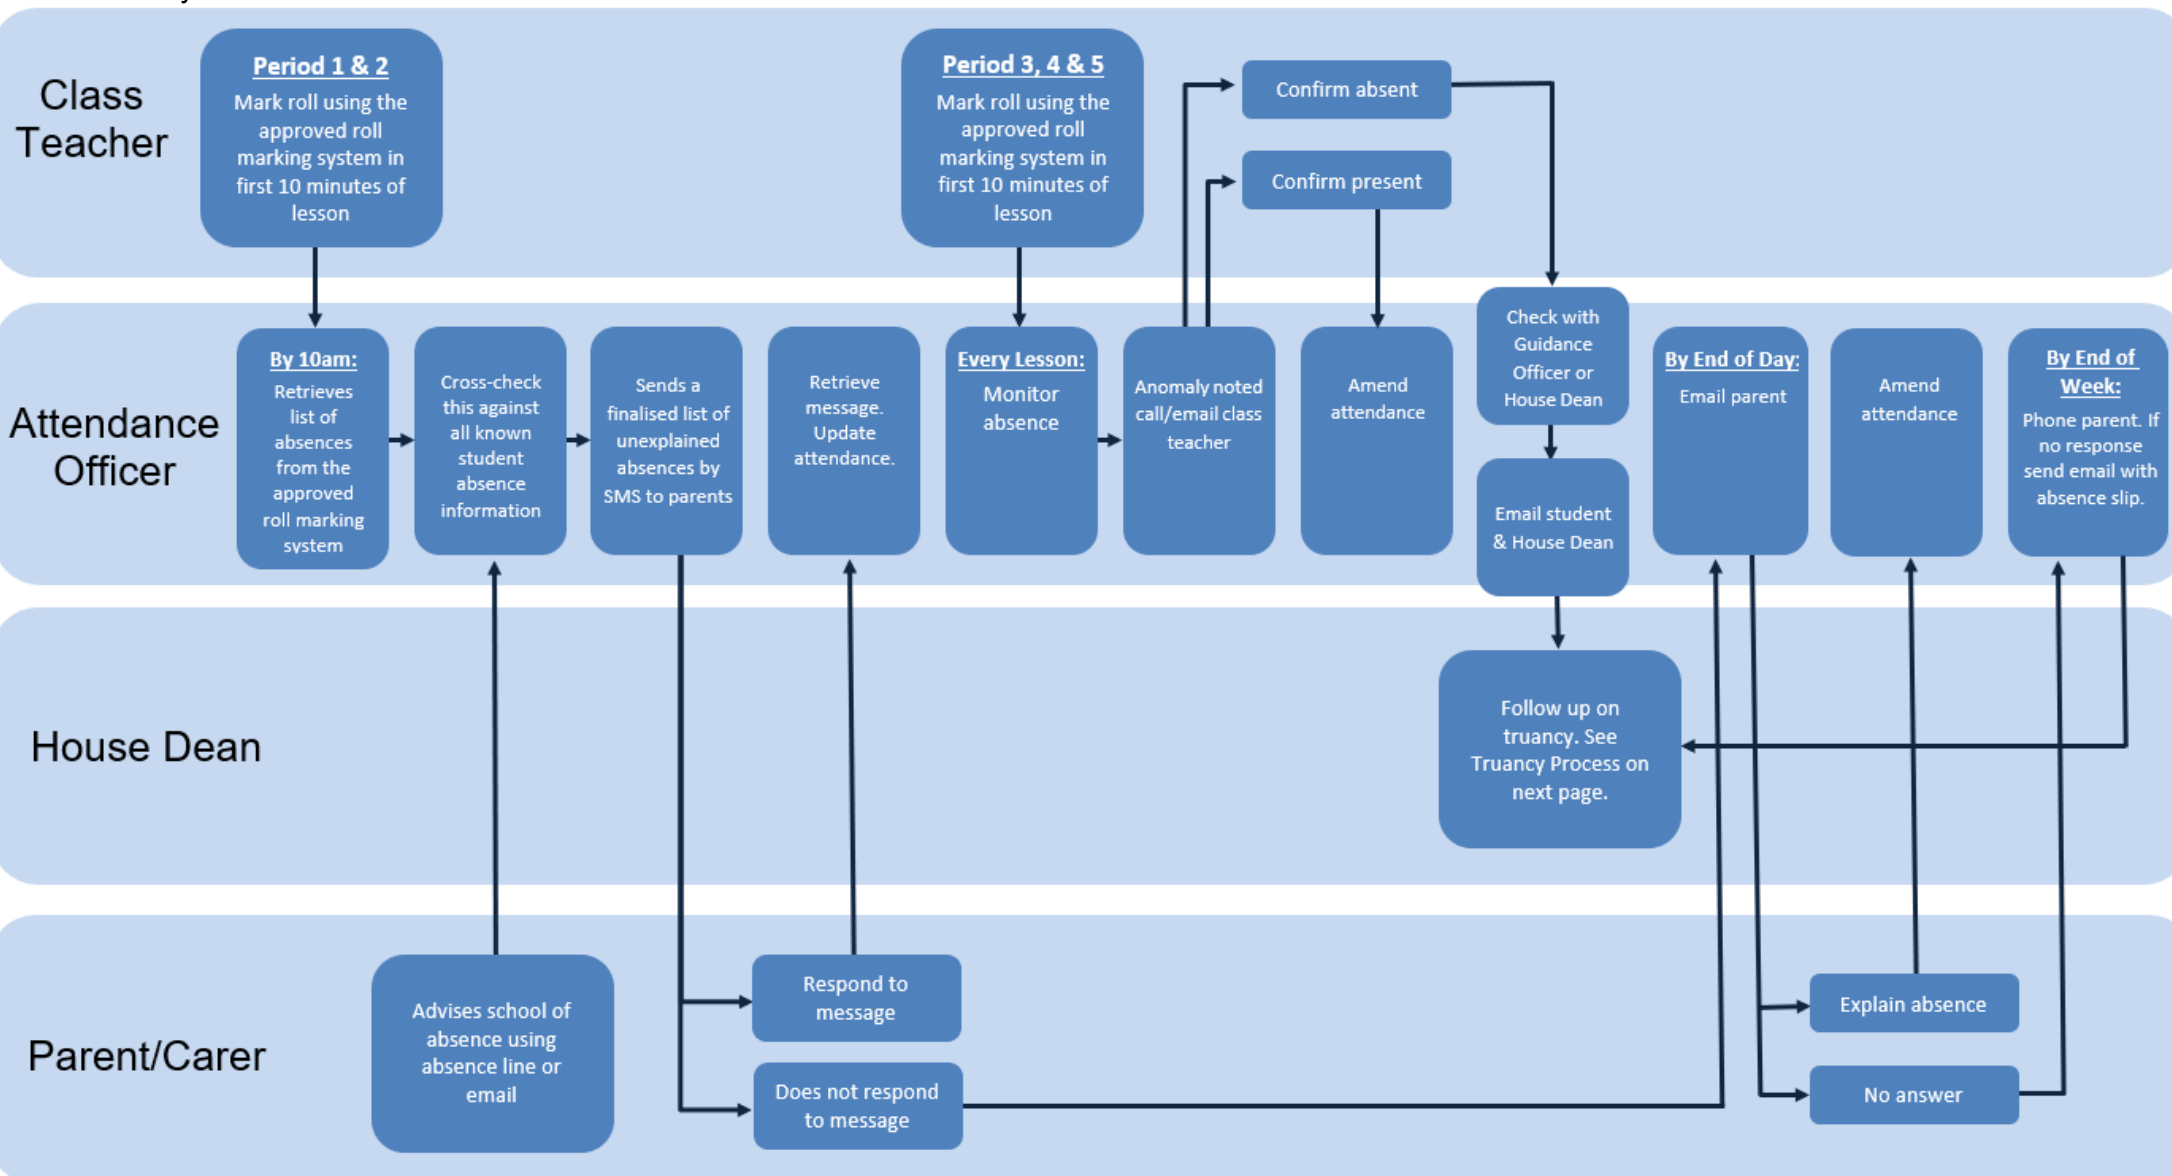 Class
Teacher
Period 1 & 2
Mark roll using the
approved roll
marking system in
first 10 minutes of
lesson
Period 3, 4 & 5
Mark roll using the
approved roll
marking system in
first 10 minutes of
lesson
Confirm absent
Confirm present
Attendance
Officer
By 10am:
Retrieves
list of
absences
from the
approved
roll marking
system
Cross-check
this against
all known
student
absence
information
Sends a
finalised list of
unexplained
absences by
SMS to parents
Retrieve
message.
Update
attendance.
Every Lesson:
Monitor
absence
Anomaly noted
call/email class
teacher
Amend
attendance
Check with
Guidance
Officer or
House Dean
Email student
& House Dean
By End of Day:
Email parent
Amend
attendance
By End of
Week:
Phone parent. If
no response
send email with
absence slip.
House Dean
Follow up on
truancy. See
Truancy Process on
next page.
Parent/Carer
Advises school of
absence using
absence line or
email
Respond to
message
Does not respond
to message
Explain absence
No answer